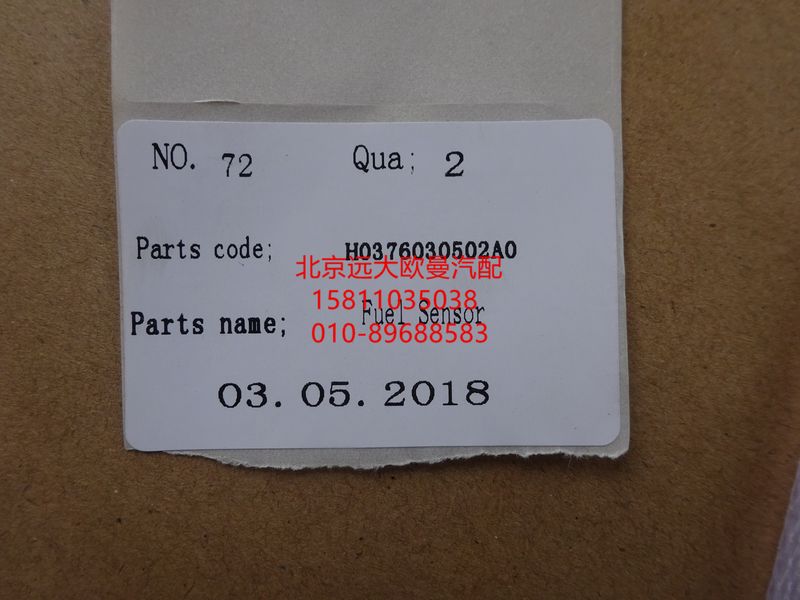 NO. 72 Qua; 2
Parts code; H0376030502A0
北京远大欧曼汽配
15811035038
Parts name; Fuel Sensor
010-89688583
03. 05. 2018